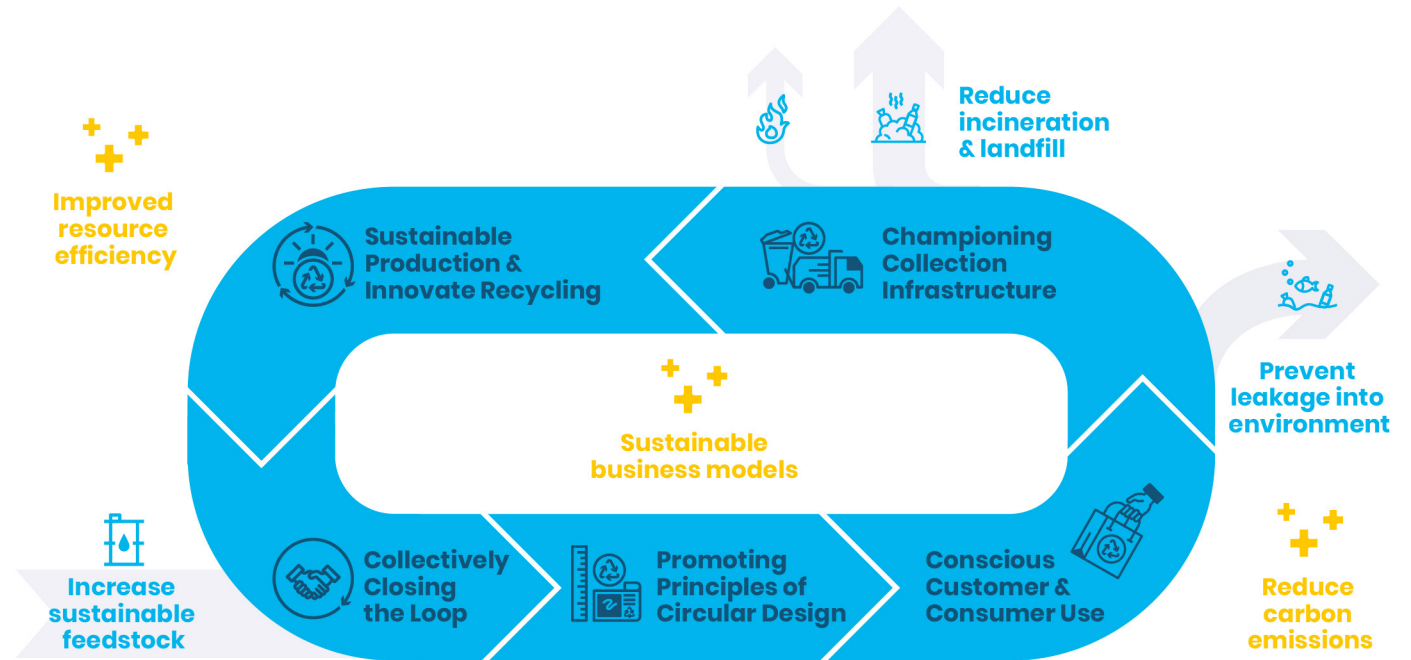 Reduce
incineration
& landfill
Improved
resource
efficiency
Sustainable
Production &
Innovate Recycling
Championing
Collection
Infrastructure
Prevent
leakage into
environment
Sustainable
business models
Increase
sustainable
feedstock
Collectively
Closing
the Loop
Promoting
Principles of
Circular Design
Conscious
Customer &
Consumer Use
Reduce
carbon
emissions